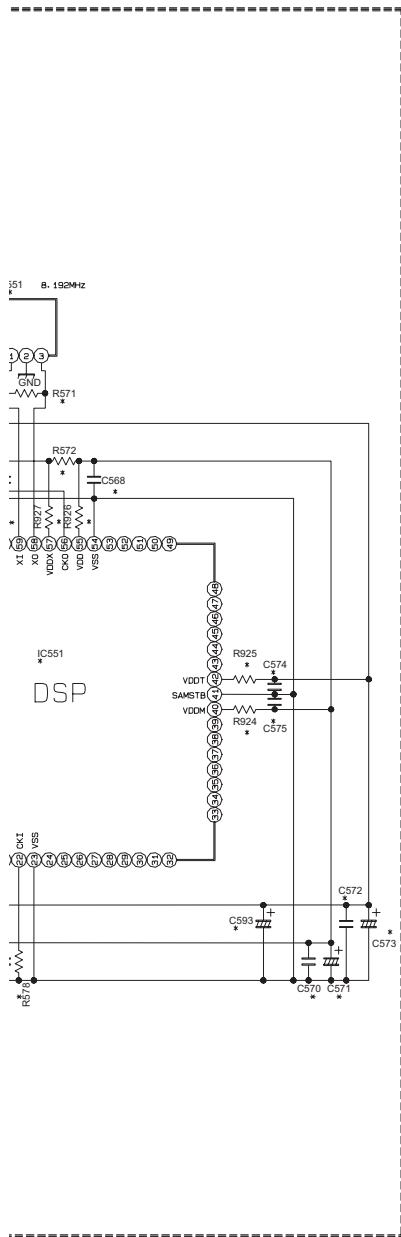 551 8.192MHz
*
1 2 3
GND
R571
*
R572
*
C568
*
R927 R926
* * *
59 58 57 56 55 54 53 52 51 50 49
XI XO VDDX CKO VDD VSS
48
47
46
45
44
43
IC551
*
DSP
VDDT 42 R925
*
C574
*
SAMSTB 41
VDDM 40 R924
*
C575
*
39
38
37
36
35
34
33
CKI VSS
22 23 24 25 26 27 28 29 30 31 32
C572
*
C593 +
*
+
C573
*
+
R578
*
C570
*
C571
*